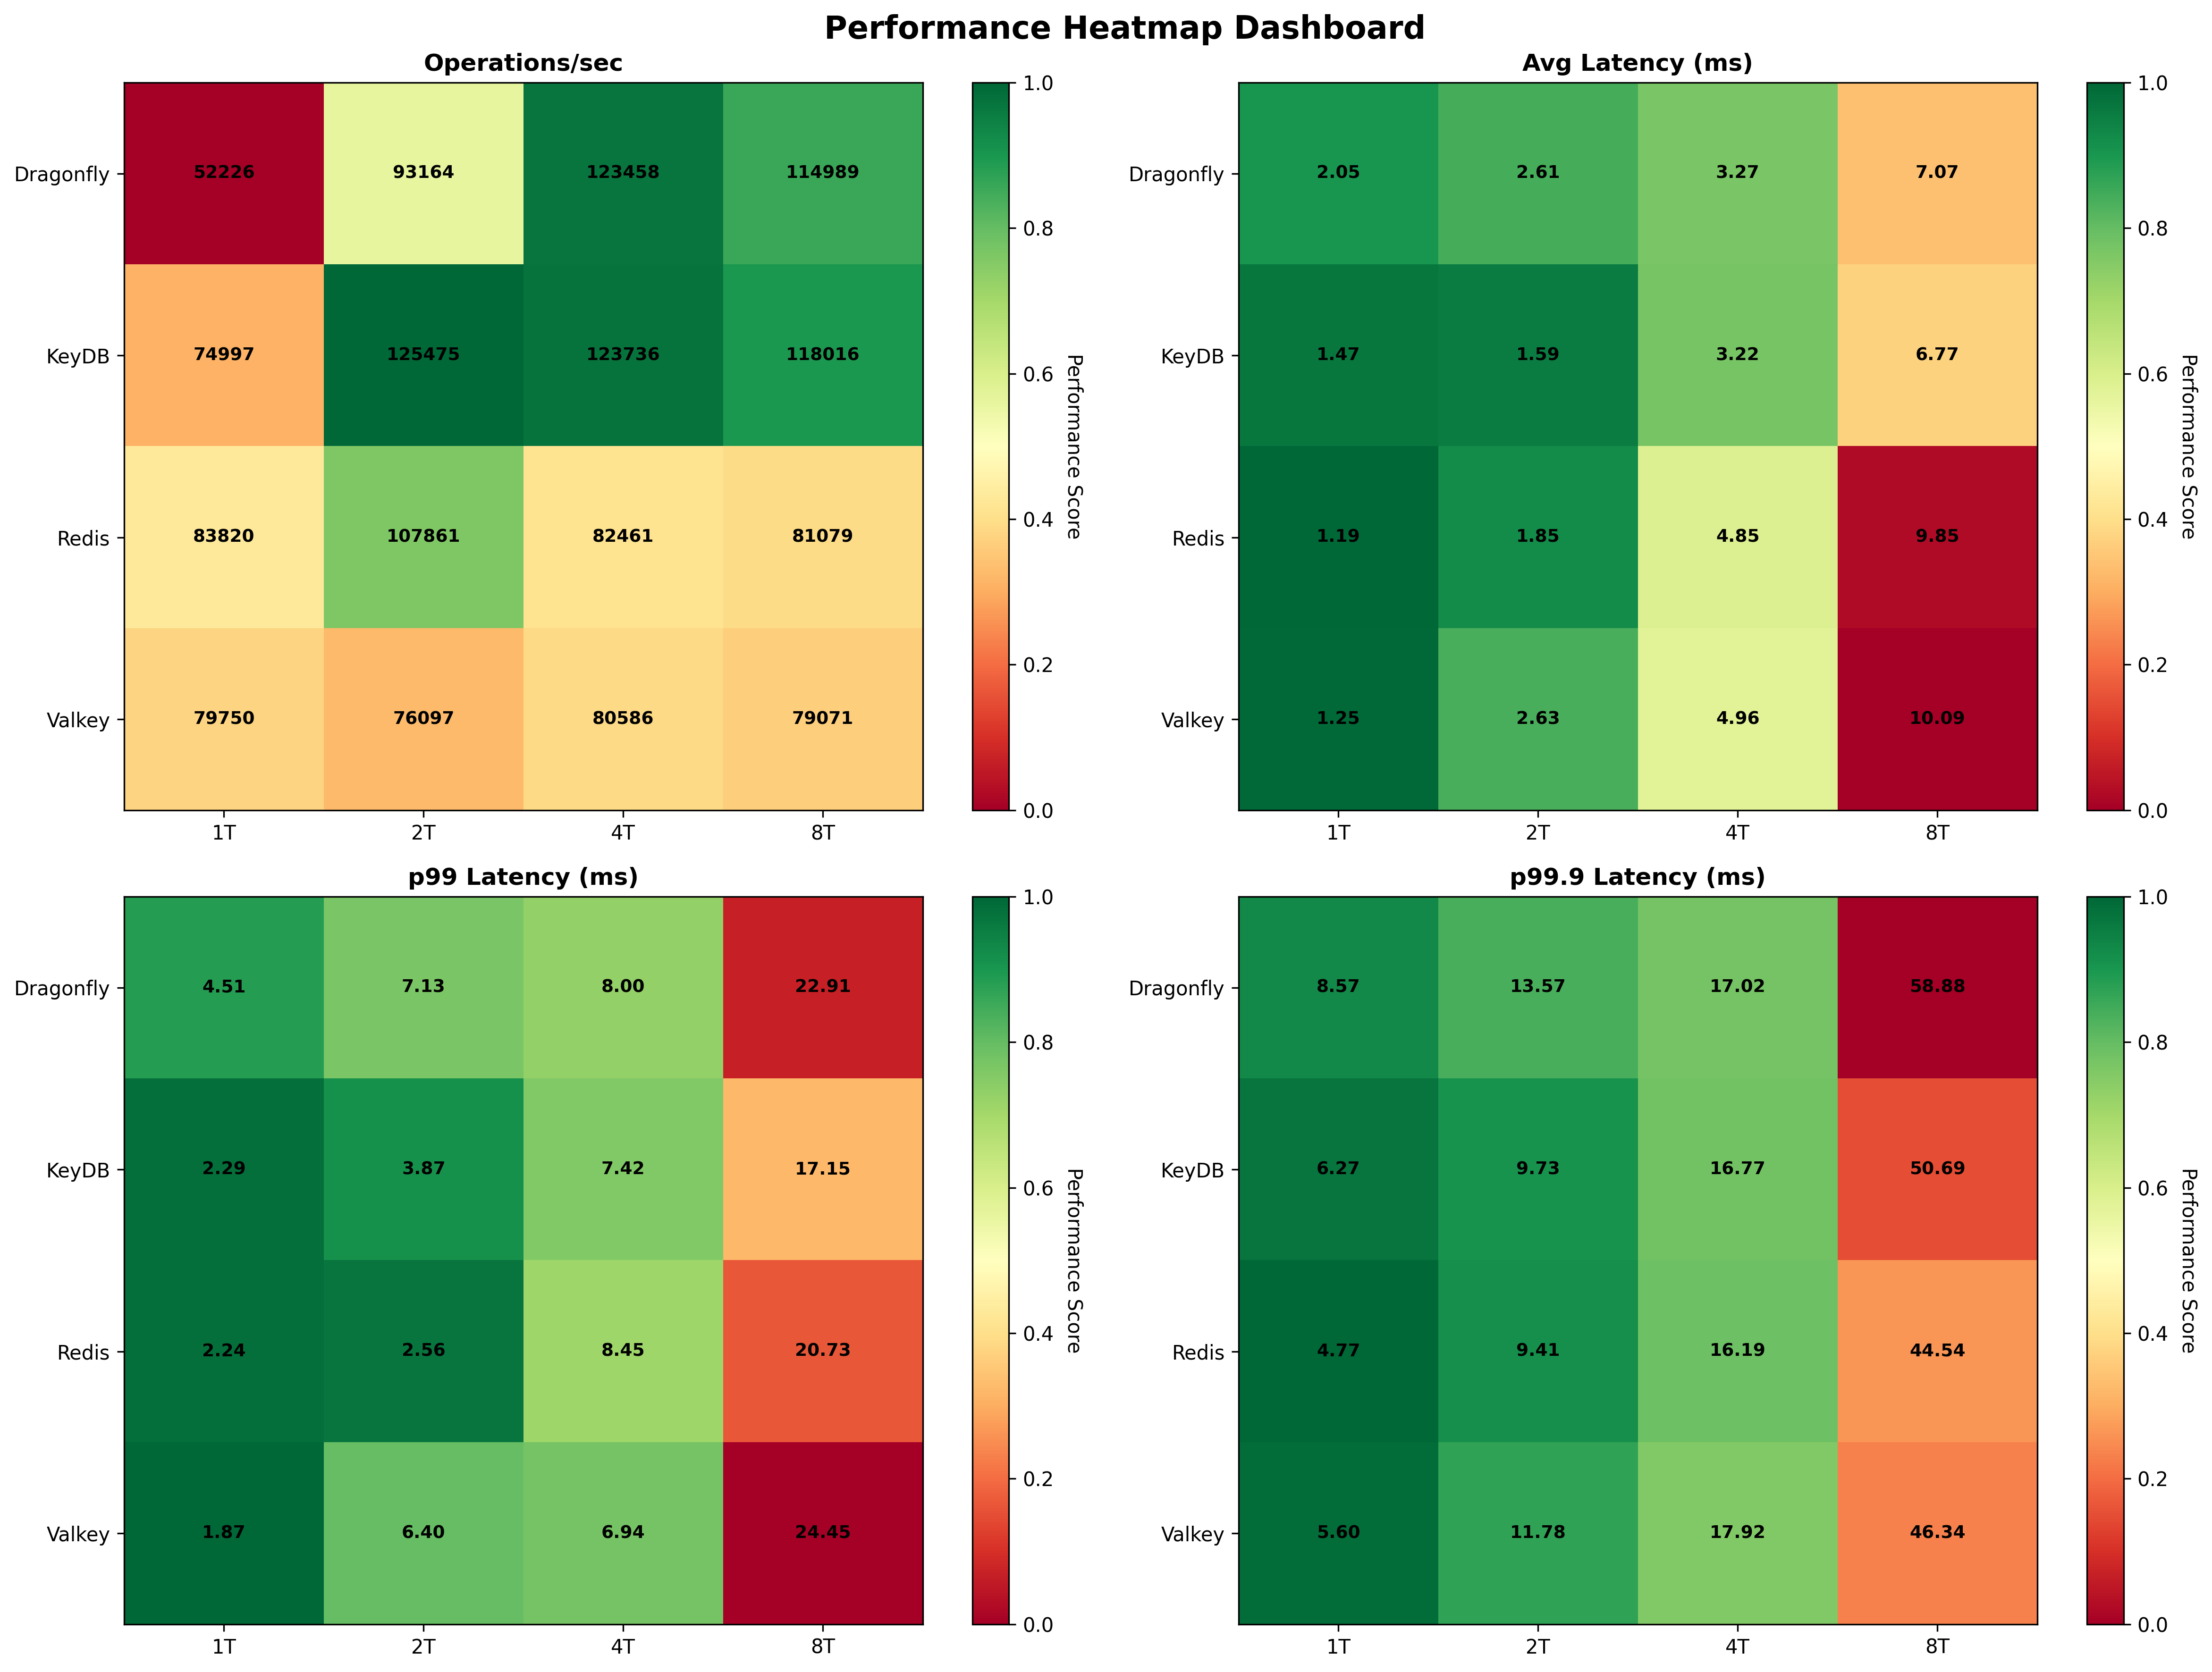 Performance Heatmap Dashboard
Operations/sec
Dragonfly 52226 93164 123458 114989
KeyDB 74997 125475 123736 118016
Redis 83820 107861 82461 81079
Valkey 79750 76097 80586 79071
1T 2T 4T 8T
1.0
0.8
0.6
0.4
0.2
0.0
Performance Score
Avg Latency (ms)
Dragonfly 2.05 2.61 3.27 7.07
KeyDB 1.47 1.59 3.22 6.77
Redis 1.19 1.85 4.85 9.85
Valkey 1.25 2.63 4.96 10.09
1T 2T 4T 8T
1.0
0.8
0.6
0.4
0.2
0.0
Performance Score
p99 Latency (ms)
Dragonfly 4.51 7.13 8.00 22.91
KeyDB 2.29 3.87 7.42 17.15
Redis 2.24 2.56 8.45 20.73
Valkey 1.87 6.40 6.94 24.45
1T 2T 4T 8T
1.0
0.8
0.6
0.4
0.2
0.0
Performance Score
p99.9 Latency (ms)
Dragonfly 8.57 13.57 17.02 58.88
KeyDB 6.27 9.73 16.77 50.69
Redis 4.77 9.41 16.19 44.54
Valkey 5.60 11.78 17.92 46.34
1T 2T 4T 8T
1.0
0.8
0.6
0.4
0.2
0.0
Performance Score